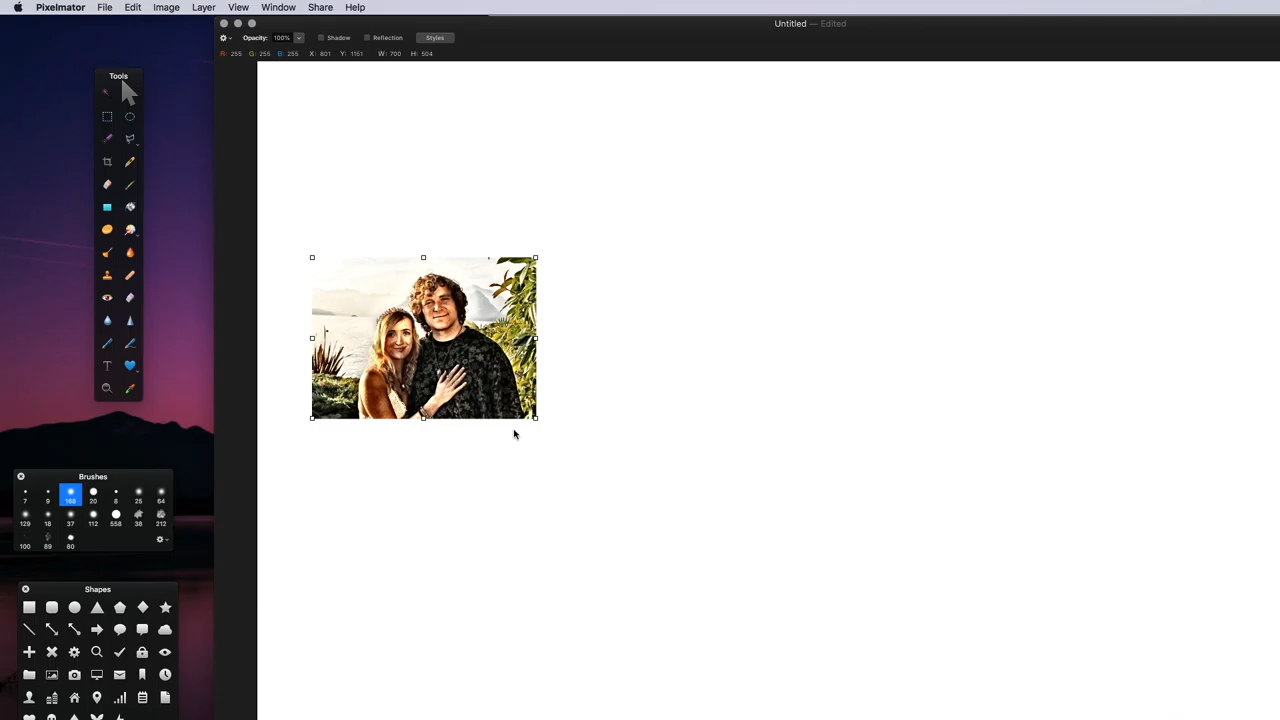 Pixelmator File Edit Image Layer View Window Share Help
Untitled — Edited
Opacity: 100% Shadow Reflection Styles
R: 255 G: 255 B: 255 X: 801 Y: 1151 W: 700 H: 504
Tools
Brushes
7 9 168 20 8 25 64
129 18 37 112 558 38 212
100 89 80
Shapes